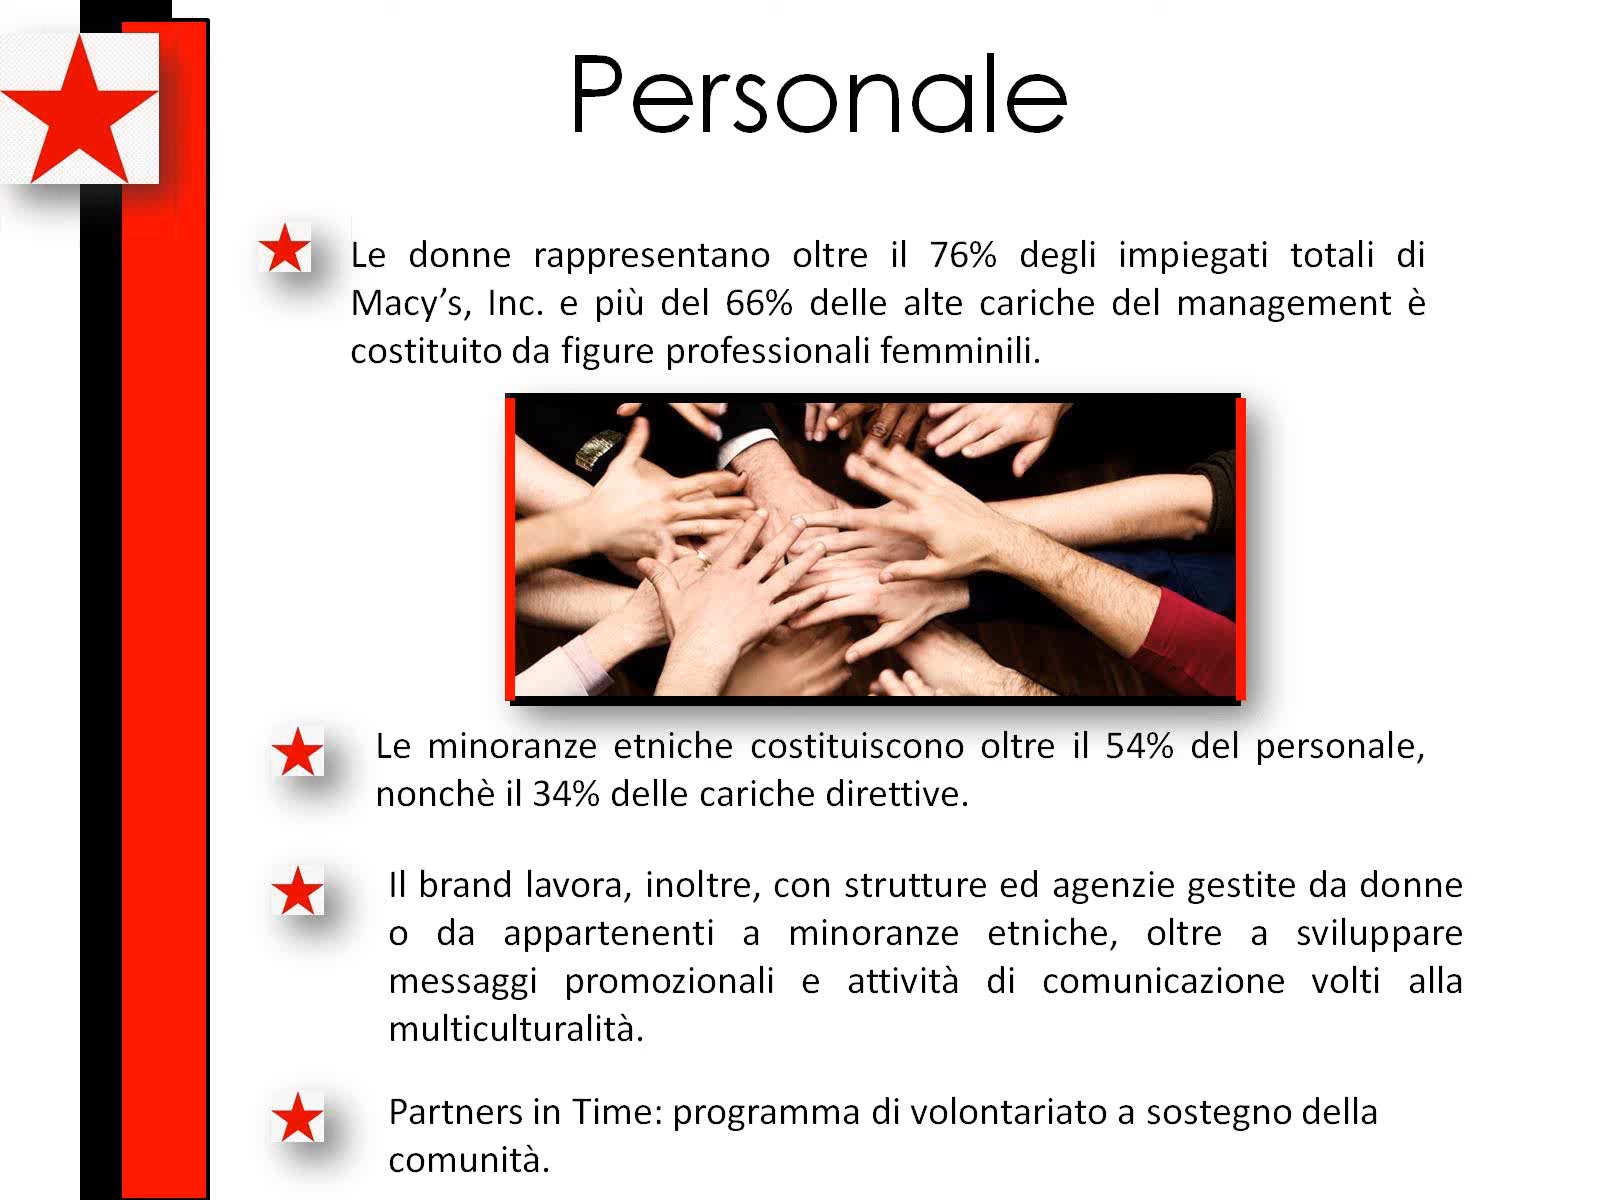 Personale
Le donne rappresentano oltre il 76% degli impiegati totali di
Macy’s, Inc. e più del 66% delle alte cariche del management è
costituito da figure professionali femminili.
Le minoranze etniche costituiscono oltre il 54% del personale,
nonchè il 34% delle cariche direttive.
Il brand lavora, inoltre, con strutture ed agenzie gestite da donne
o da appartenenti a minoranze etniche, oltre a sviluppare
messaggi promozionali e attività di comunicazione volti alla
multiculturalità.
Partners in Time: programma di volontariato a sostegno della
comunità.